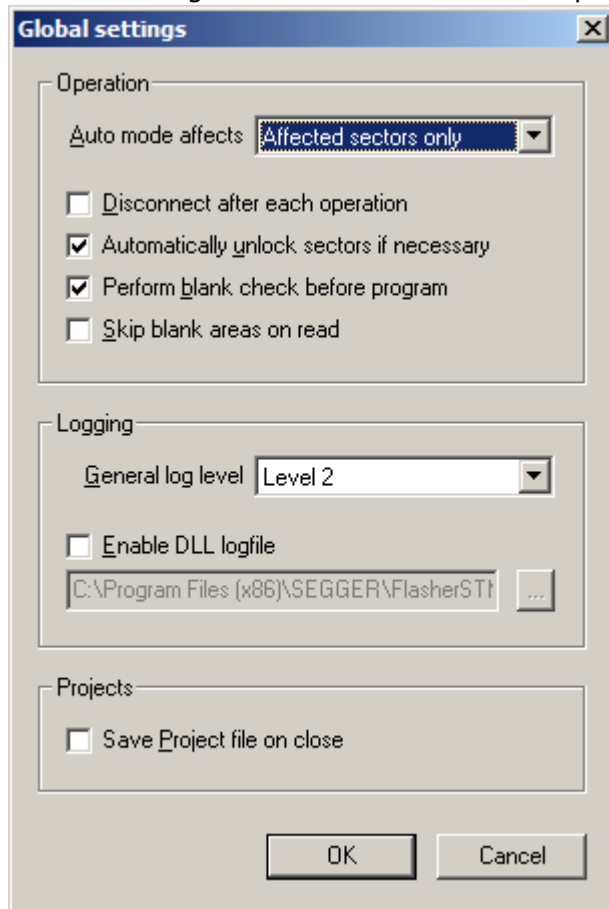 Global settings
Operation
Auto mode affects Affected sectors only
Disconnect after each operation
Automatically unlock sectors if necessary
Perform blank check before program
Skip blank areas on read
Logging
General log level Level 2
Enable DLL logfile
C:\Program Files (x86)\SEGGER\FlasherST ...
Projects
Save Project file on close
OK Cancel